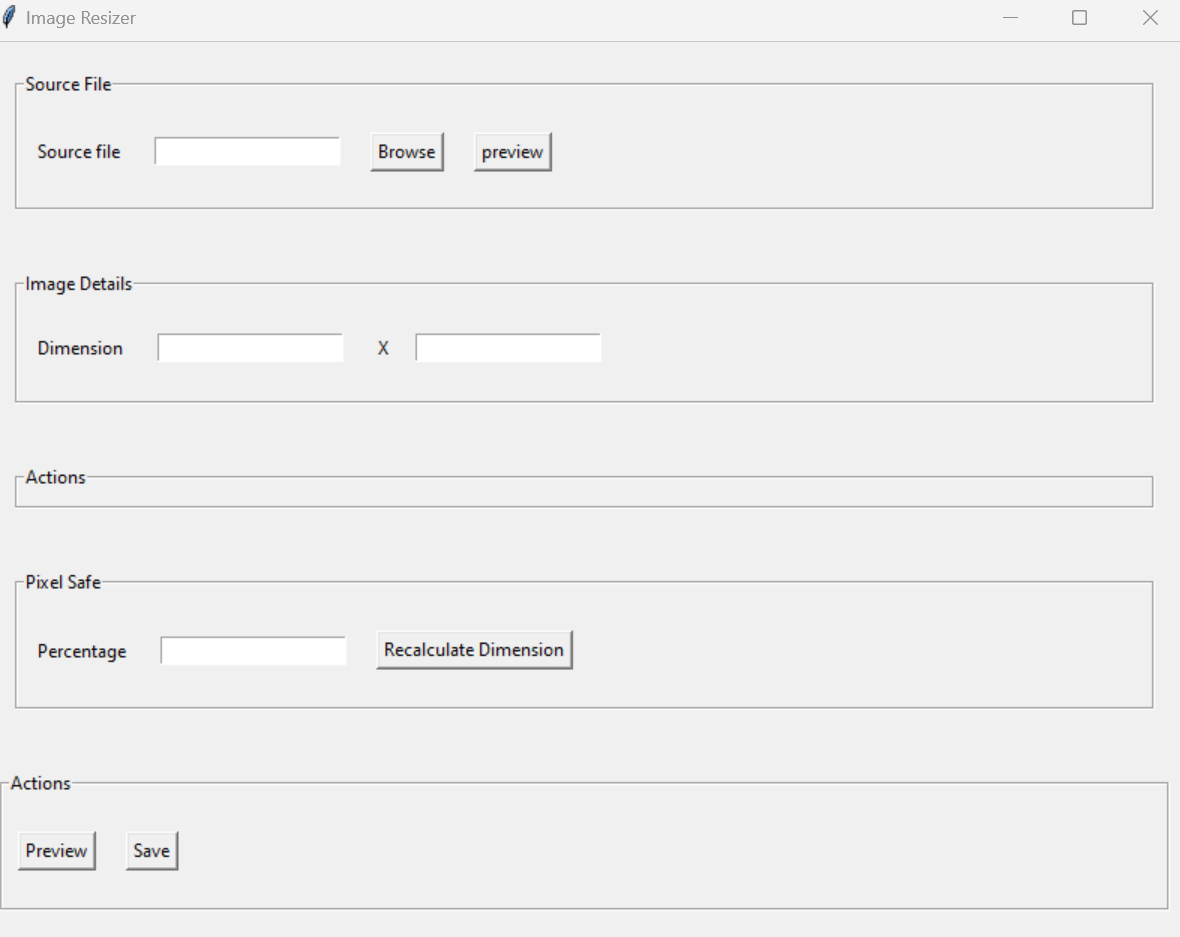 Image Resizer
Source File
Source file Browse preview
Image Details
Dimension X
Actions
Pixel Safe
Percentage Recalculate Dimension
Actions
Preview Save